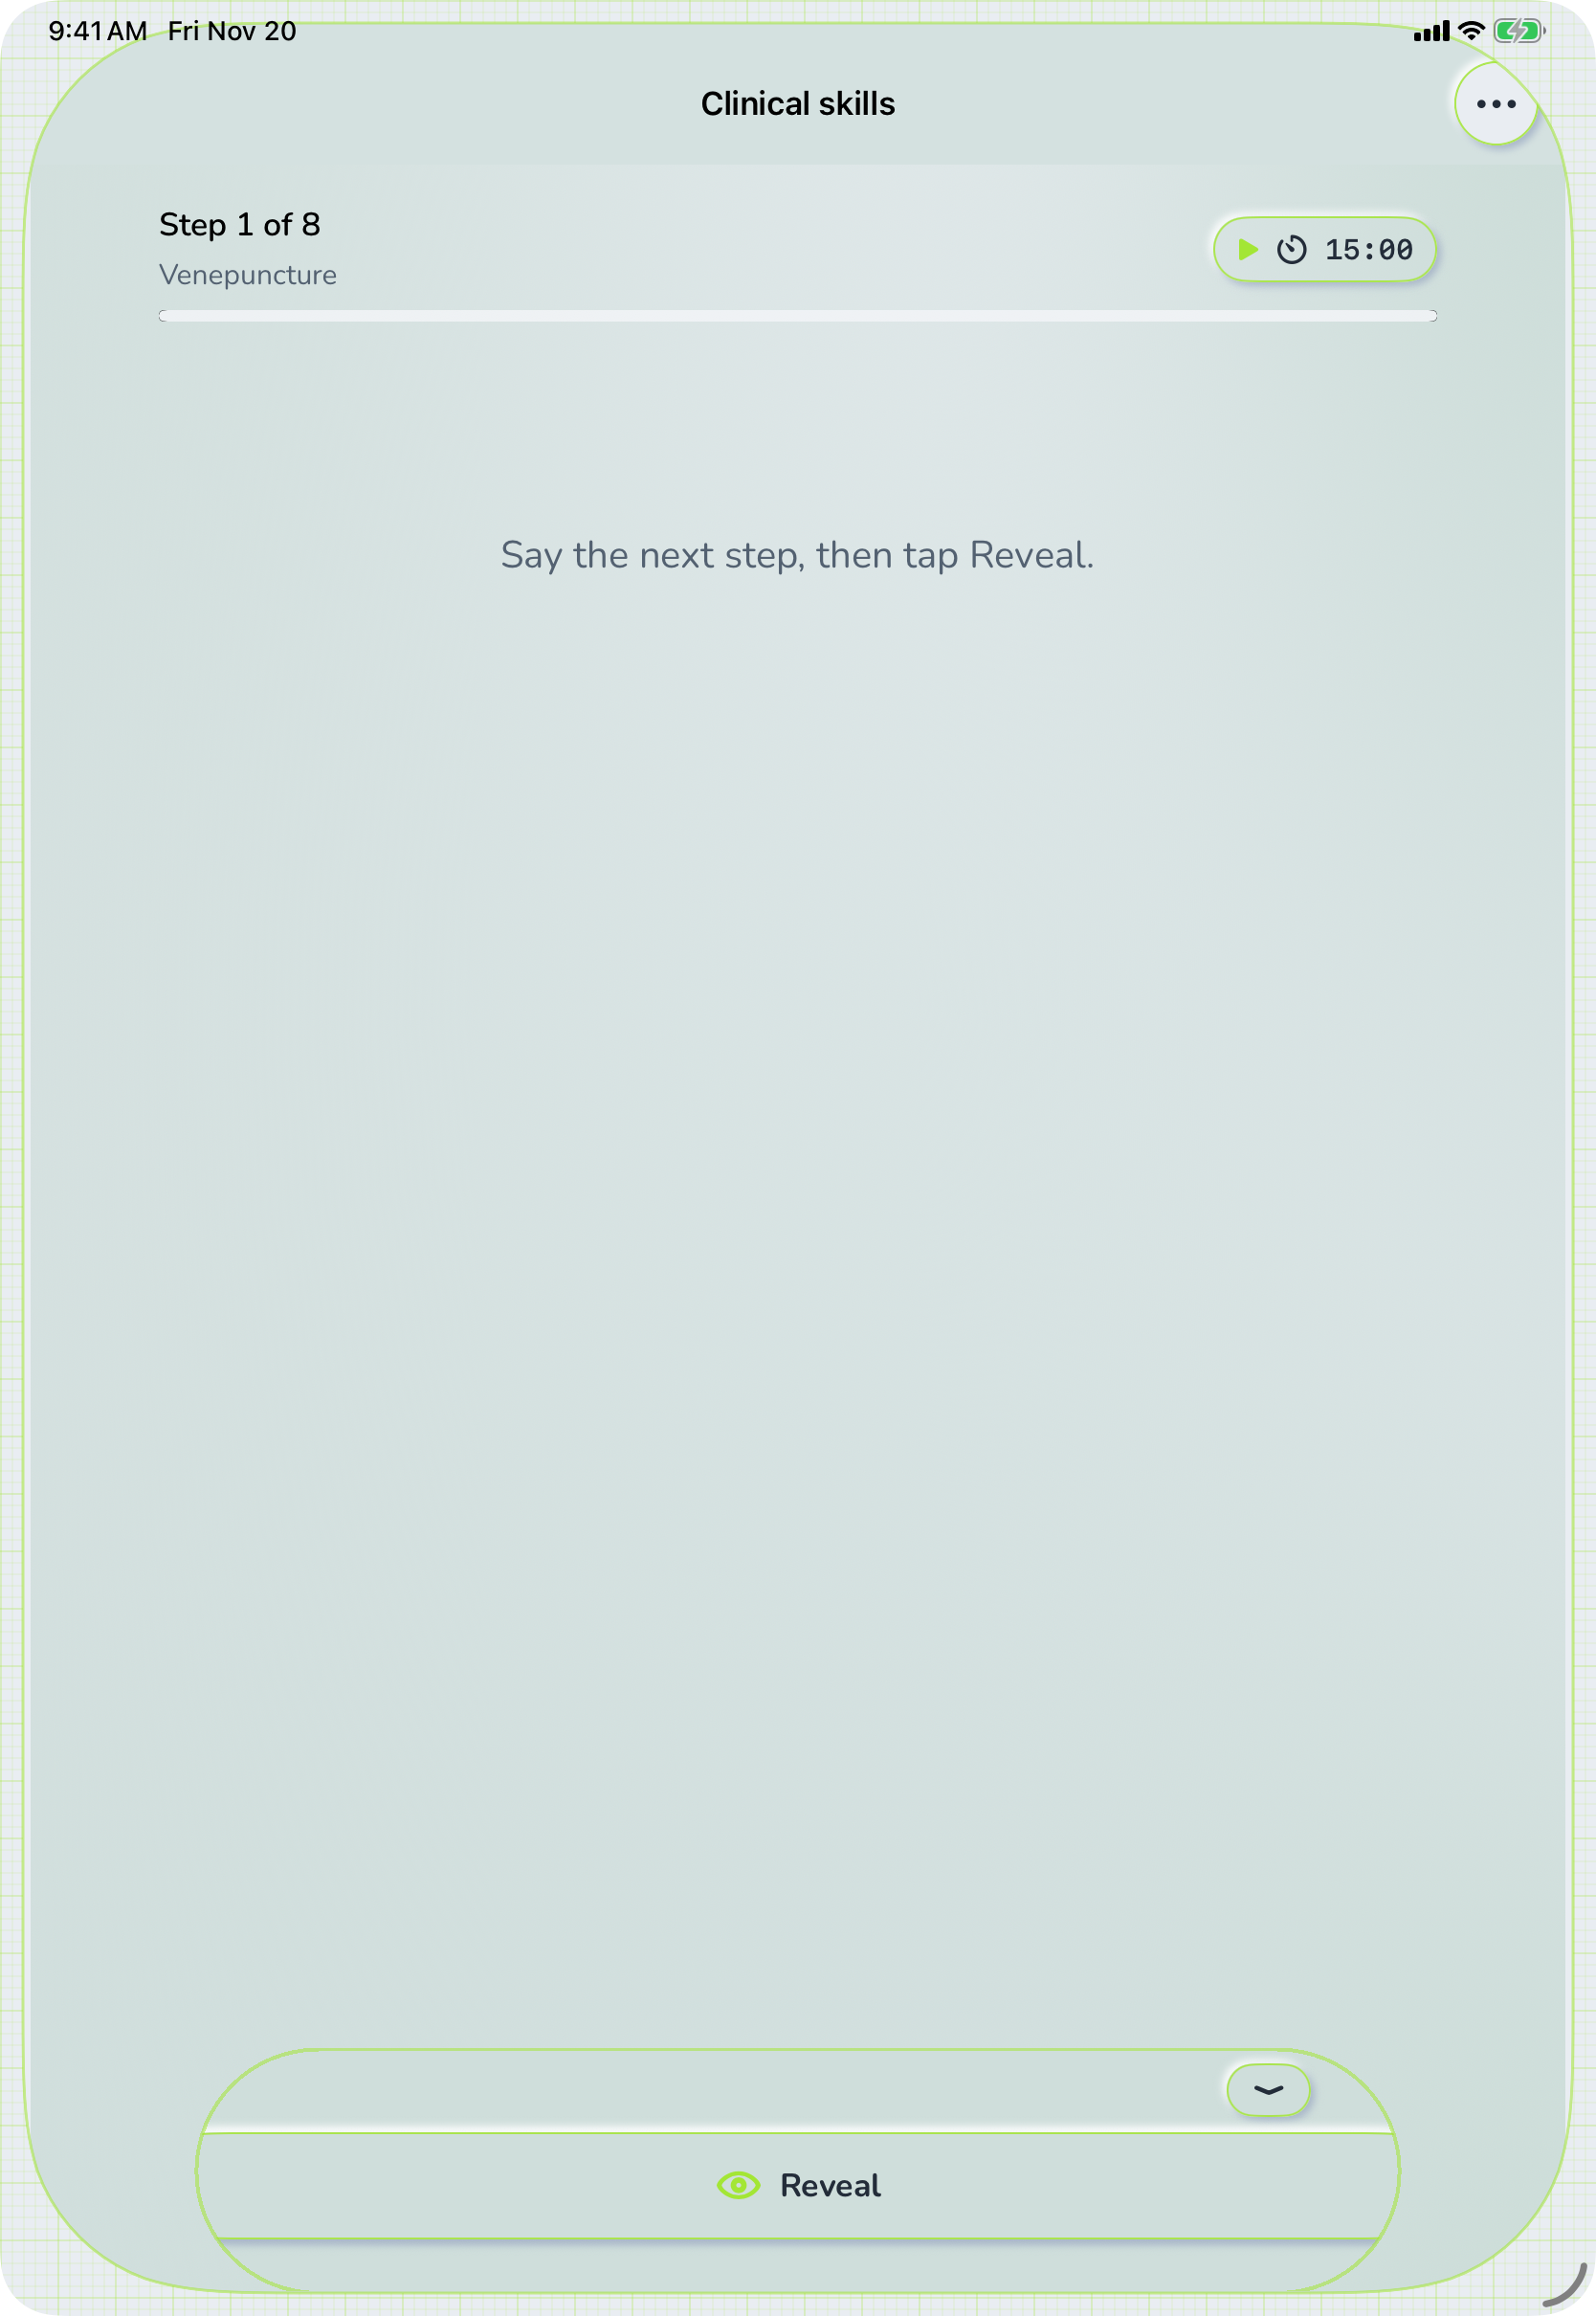 9:41 AM Fri Nov 20
Clinical skills
Step 1 of 8
Venepuncture
15:00
Say the next step, then tap Reveal.
Reveal